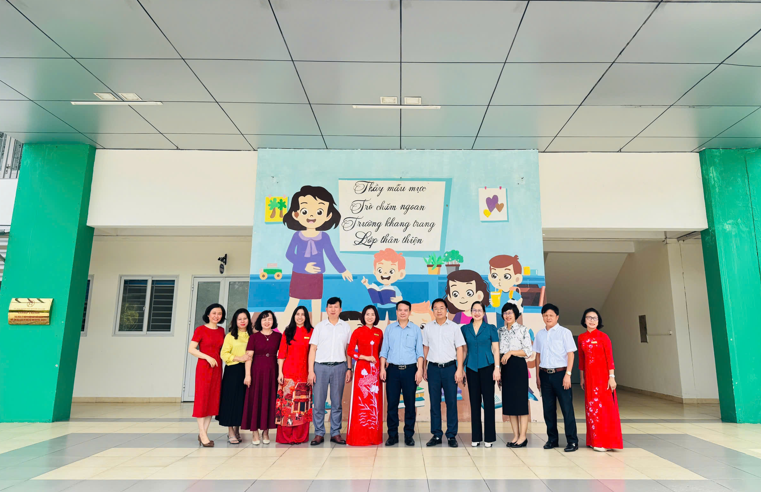 Thầy mẫu mực
Trò chăm ngoan
Trường khang trang
Lớp thân thiện